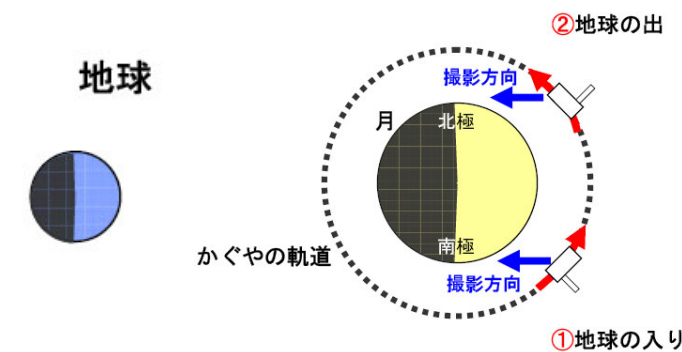 ②地球の出
地球
撮影方向
月
北極
南極
かぐやの軌道
撮影方向
①地球の入り